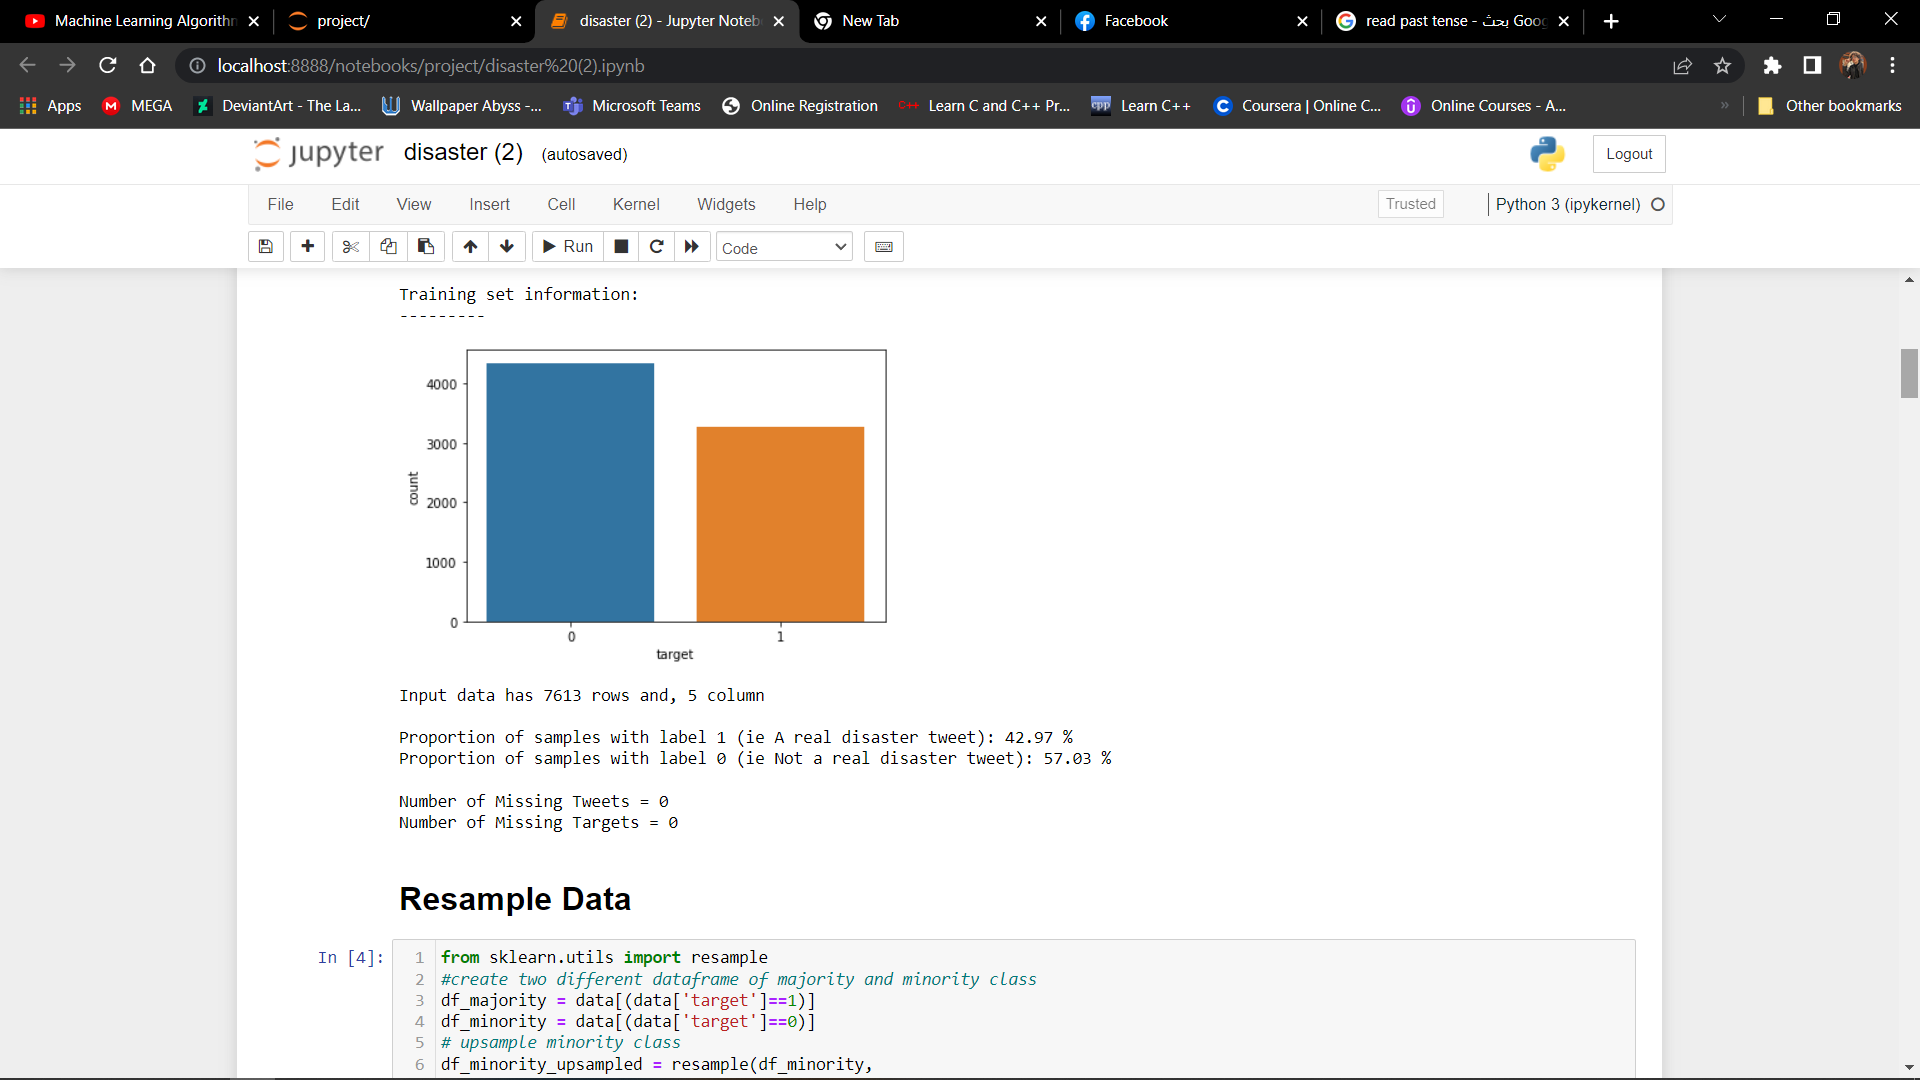 Machine Learning Algorithn
project/
disaster (2) - Jupyter Noteb
New Tab
Facebook
read past tense - بحث Goo
localhost:8888/notebooks/project/disaster%20(2).ipynb
Apps
MEGA
DeviantArt - The La...
Wallpaper Abyss -...
Microsoft Teams
Online Registration
C++ Learn C and C++ Pr...
cpp Learn C++
Coursera | Online C...
Online Courses - A...
»
Other bookmarks
jupyter disaster (2) (autosaved)
Logout
File Edit View Insert Cell Kernel Widgets Help
Trusted
Python 3 (ipykernel)
Run
Code
Training set information:
---------
4000
3000
2000
1000
0
count
0 1
target
Input data has 7613 rows and, 5 column
Proportion of samples with label 1 (ie A real disaster tweet): 42.97 %
Proportion of samples with label 0 (ie Not a real disaster tweet): 57.03 %
Number of Missing Tweets = 0
Number of Missing Targets = 0
Resample Data
In [4]:
1 from sklearn.utils import resample
2 #create two different dataframe of majority and minority class
3 df_majority = data[(data['target']==1)]
4 df_minority = data[(data['target']==0)]
5 # upsample minority class
6 df_minority_upsampled = resample(df_minority,